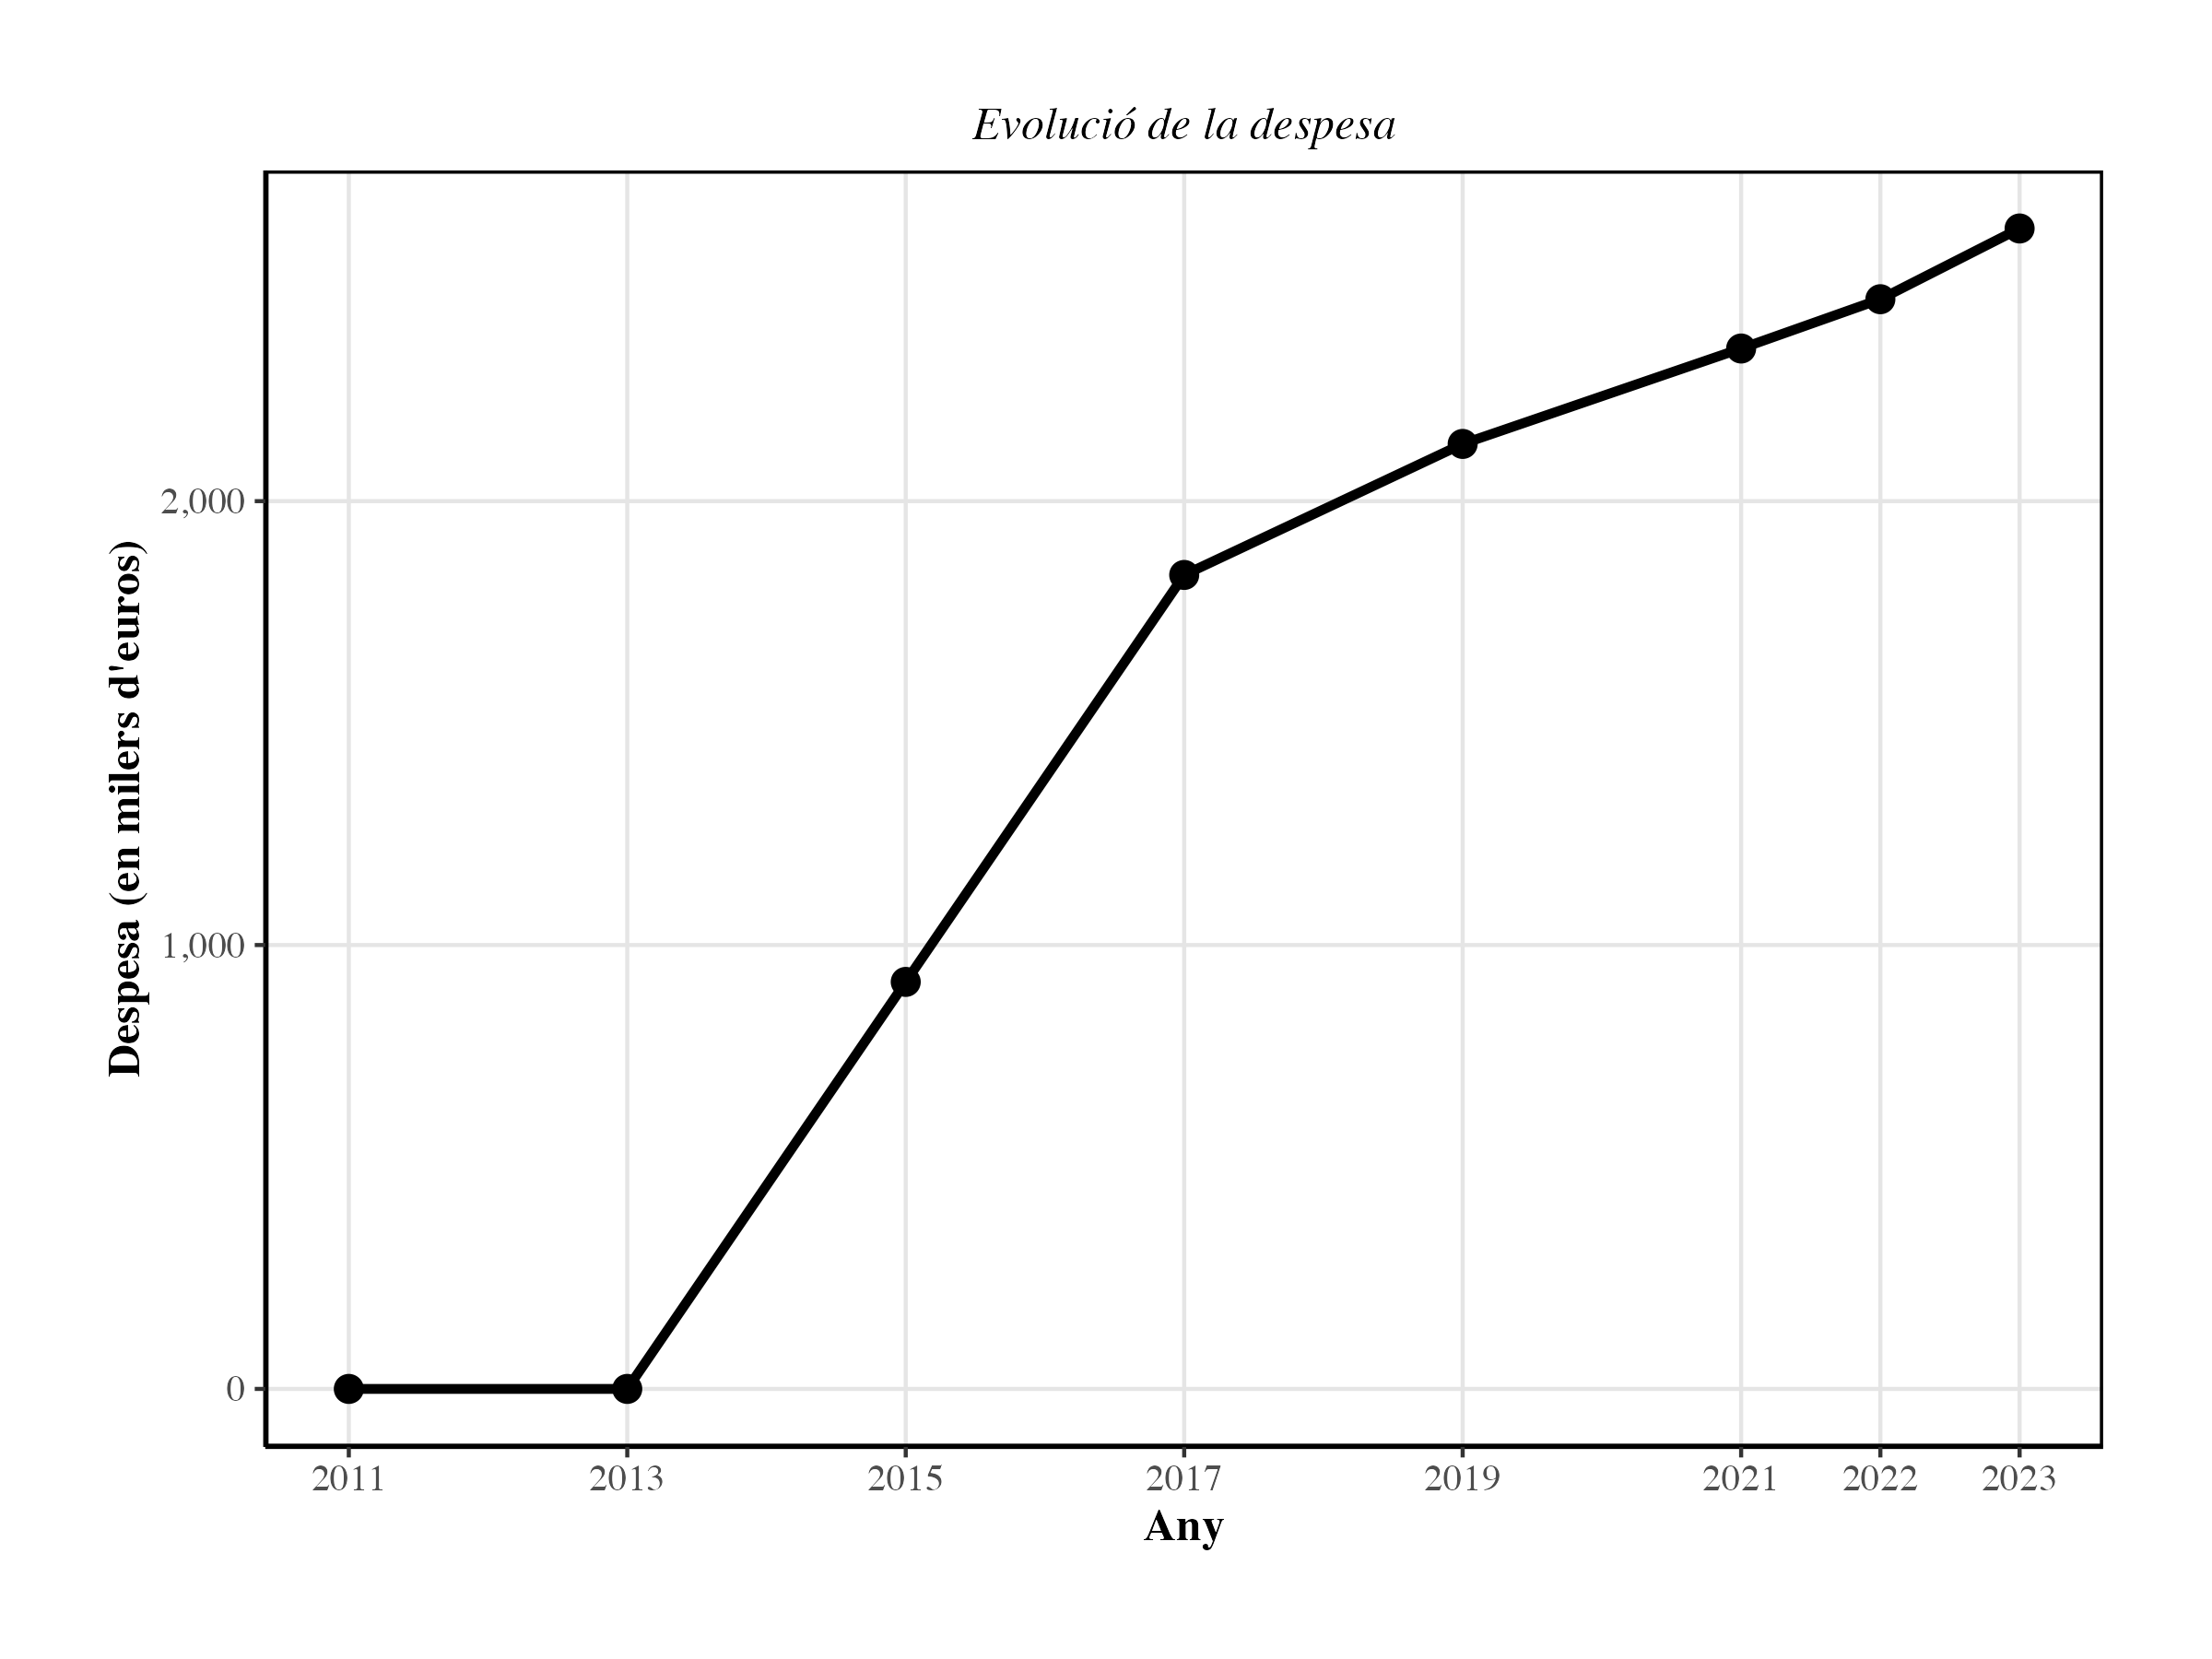 Evolució de la despesa
Despesa (en milers d'euros)
2,000
1,000
0
2011 2013 2015 2017 2019 2021 2022 2023
Any